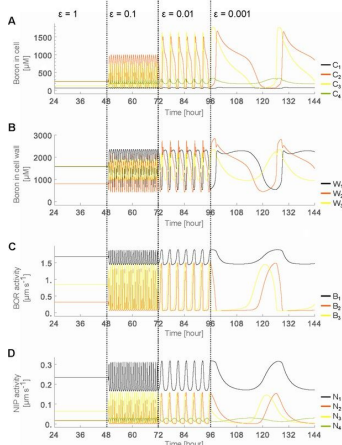 ε = 1 ε = 0.1 ε = 0.01 ε = 0.001
A
Boron in cell
[μM]
1500
1000
500
0
24 36 48 60 72 84 96 108 120 132 144
Time [hour]
C₁
C₂
C₃
C₄
B
Boron in cell wall
[μM]
3000
2000
1000
0
24 36 48 60 72 84 96 108 120 132 144
Time [hour]
W₁
W₂
W₃
C
BOR activity
[μm s⁻¹]
1.5
1.0
0.5
0
24 36 48 60 72 84 96 108 120 132 144
Time [hour]
B₁
B₂
B₃
D
NIP activity
[μm s⁻¹]
0.3
0.2
0.1
0
24 36 48 60 72 84 96 108 120 132 144
Time [hour]
N₁
N₂
N₃
N₄